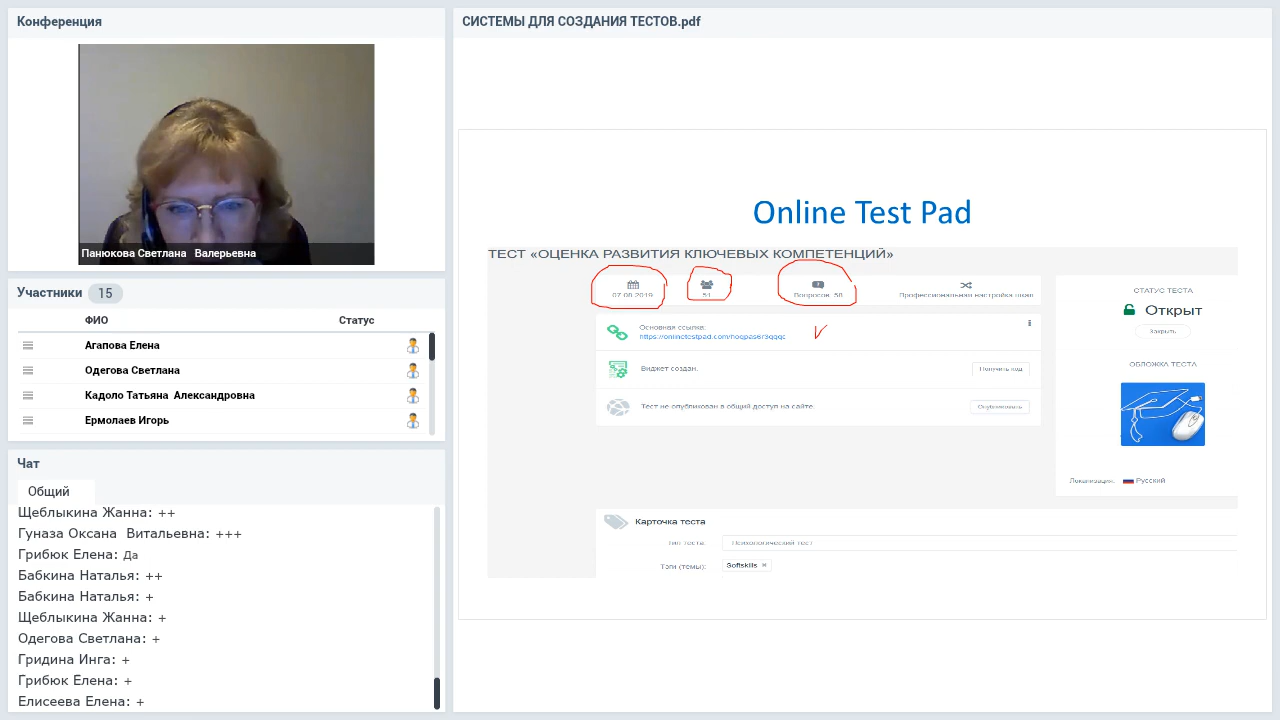 Конференция
Панюкова Светлана Валерьевна
Участники 15
ФИО Статус
Агапова Елена
Одегова Светлана
Кадоло Татьяна Александровна
Ермолаев Игорь
Чат
Общий
Щеблыкина Жанна: ++
Гуназа Оксана Витальевна: +++
Грибюк Елена: Да
Бабкина Наталья: ++
Бабкина Наталья: +
Щеблыкина Жанна: +
Одегова Светлана: +
Гридина Инга: +
Грибюк Елена: +
Елисеева Елена: +
СИСТЕМЫ ДЛЯ СОЗДАНИЯ ТЕСТОВ.pdf
Online Test Pad
ТЕСТ «ОЦЕНКА РАЗВИТИЯ КЛЮЧЕВЫХ КОМПЕТЕНЦИЙ»
07.08.2019 51 Вопросов: 58 Профессиональная настройка шкал
Основная ссылка:
Виджет создан. Получить код
Тест не опубликован в общий доступ на сайте. Опубликовать
СТАТУС ТЕСТА
Открыт
Закрыть
ОБЛОЖКА ТЕСТА
Локализация: Русский
Карточка теста
Тип теста: Психологический тест
Тэги (темы): Softskills ×